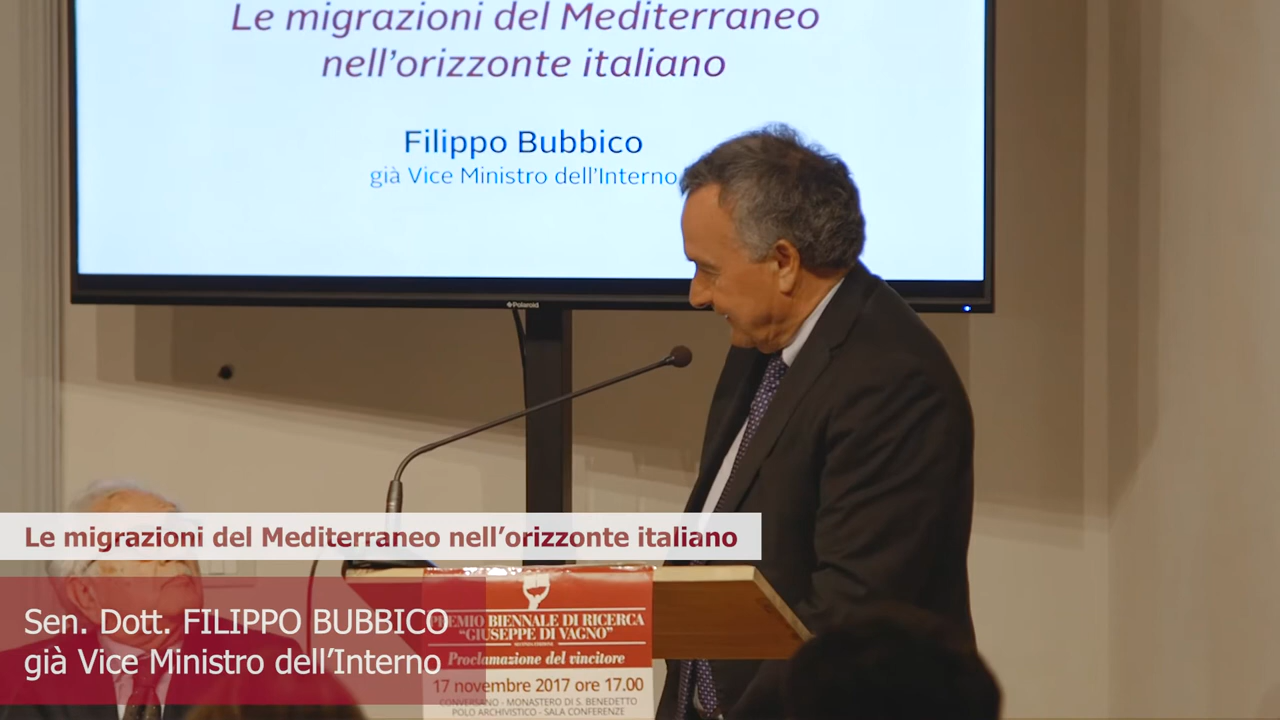 Le migrazioni del Mediterraneo
nell'orizzonte italiano
Filippo Bubbico
già Vice Ministro dell'Interno
Polaroid
Le migrazioni del Mediterraneo nell'orizzonte italiano
Sen. Dott. FILIPPO BUBBICO
già Vice Ministro dell'Interno
PREMIO BIENNALE DI RICERCA
"GIUSEPPE DI VAGNO"
Proclamazione del vincitore
17 novembre 2017 ore 17.00
CONVERSANO - MONASTERO DI S. BENEDETTO
POLO ARCHIVISTICO - SALA CONFERENZE